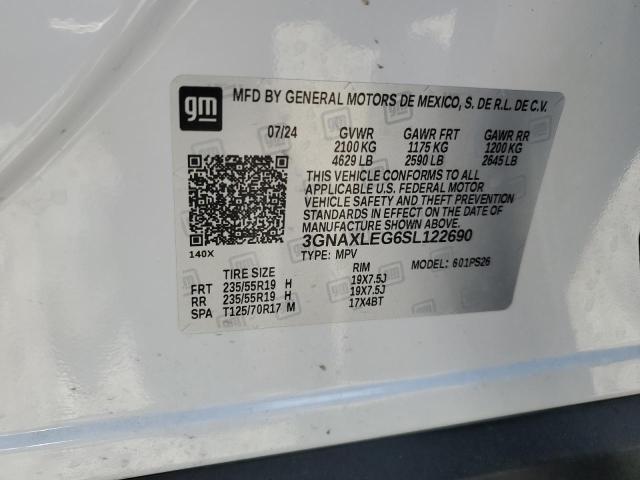 gm
MFD BY GENERAL MOTORS DE MEXICO, S. DE R.L. DE C.V.
07/24 GVWR GAWR FRT GAWR RR
2100 KG 1175 KG 1200 KG
4629 LB 2590 LB 2645 LB
THIS VEHICLE CONFORMS TO ALL
APPLICABLE U.S. FEDERAL MOTOR
VEHICLE SAFETY AND THEFT PREVENTION
STANDARDS IN EFFECT ON THE DATE OF
MANUFACTURE SHOWN ABOVE.
3GNAXLEG6SL122690
140X
TYPE: MPV MODEL: 601PS26
TIRE SIZE RIM
FRT 235/55R19 H 19X7.5J
RR 235/55R19 H 19X7.5J
SPA T125/70R17 M 17X4BT